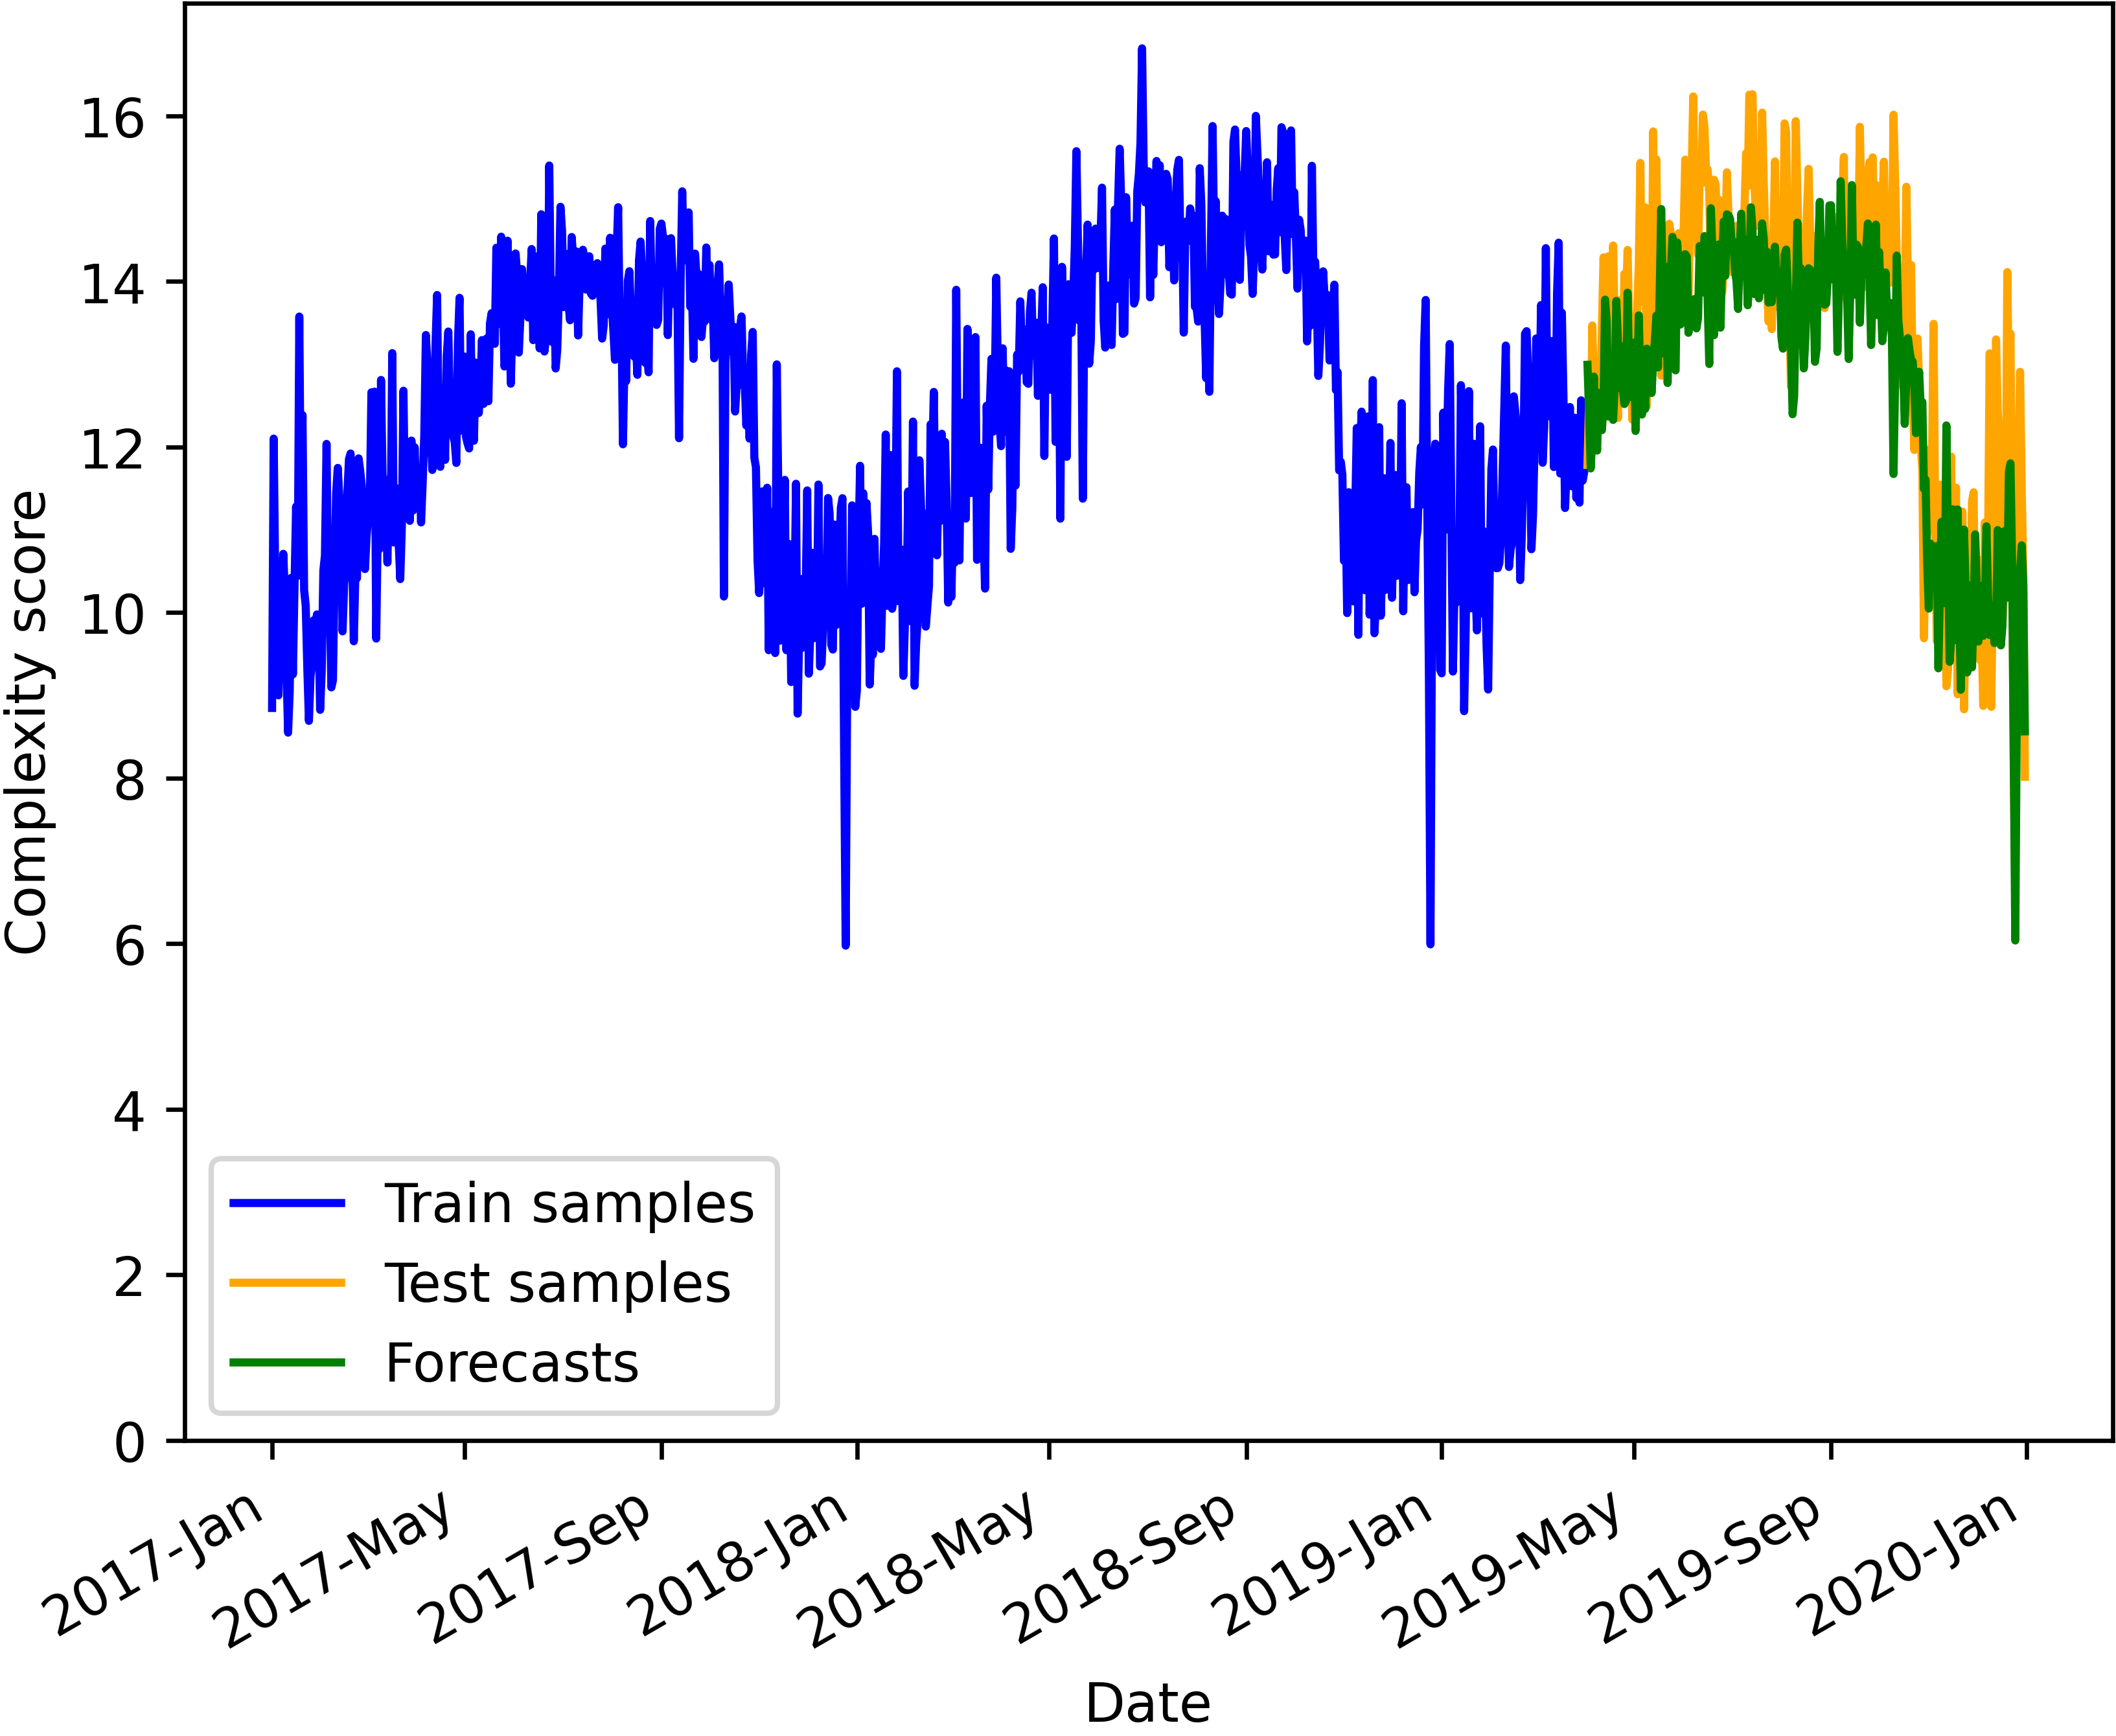 Complexity score
16
14
12
10
8
6
4
2
0
Train samples
Test samples
Forecasts
2017-Jan
2017-May
2017-Sep
2018-Jan
2018-May
2018-Sep
2019-Jan
2019-May
2019-Sep
2020-Jan
Date